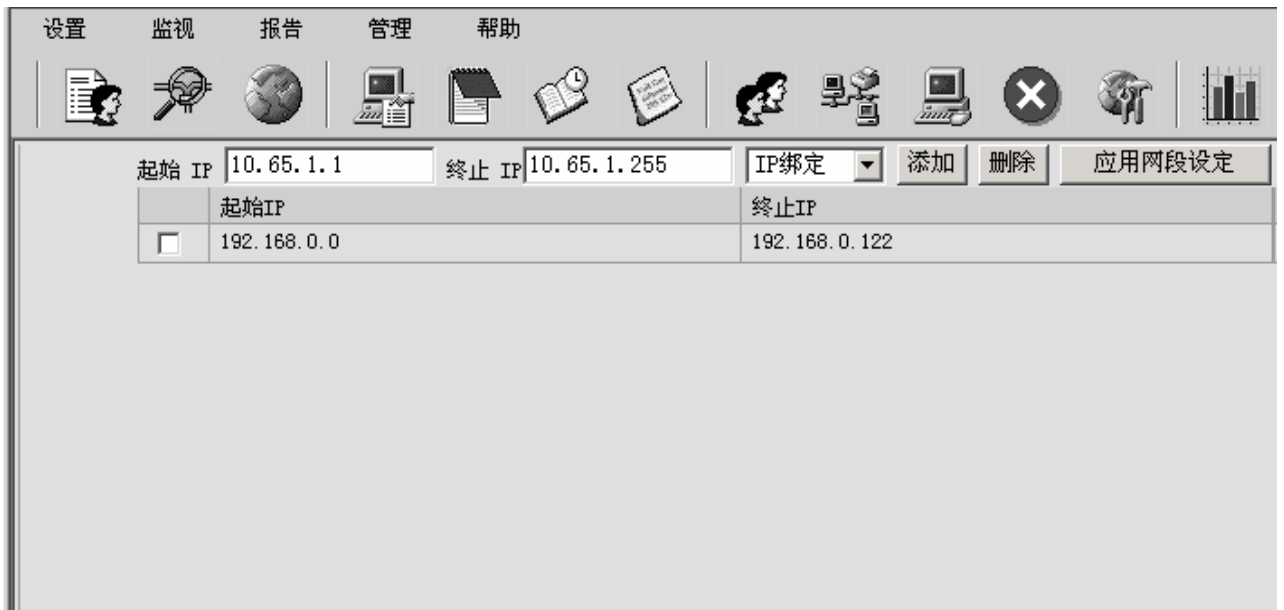 设置 监视 报告 管理 帮助
起始 IP 10.65.1.1 终止 IP 10.65.1.255 IP绑定 添加 删除 应用网段设定
起始IP 终止IP
192.168.0.0 192.168.0.122